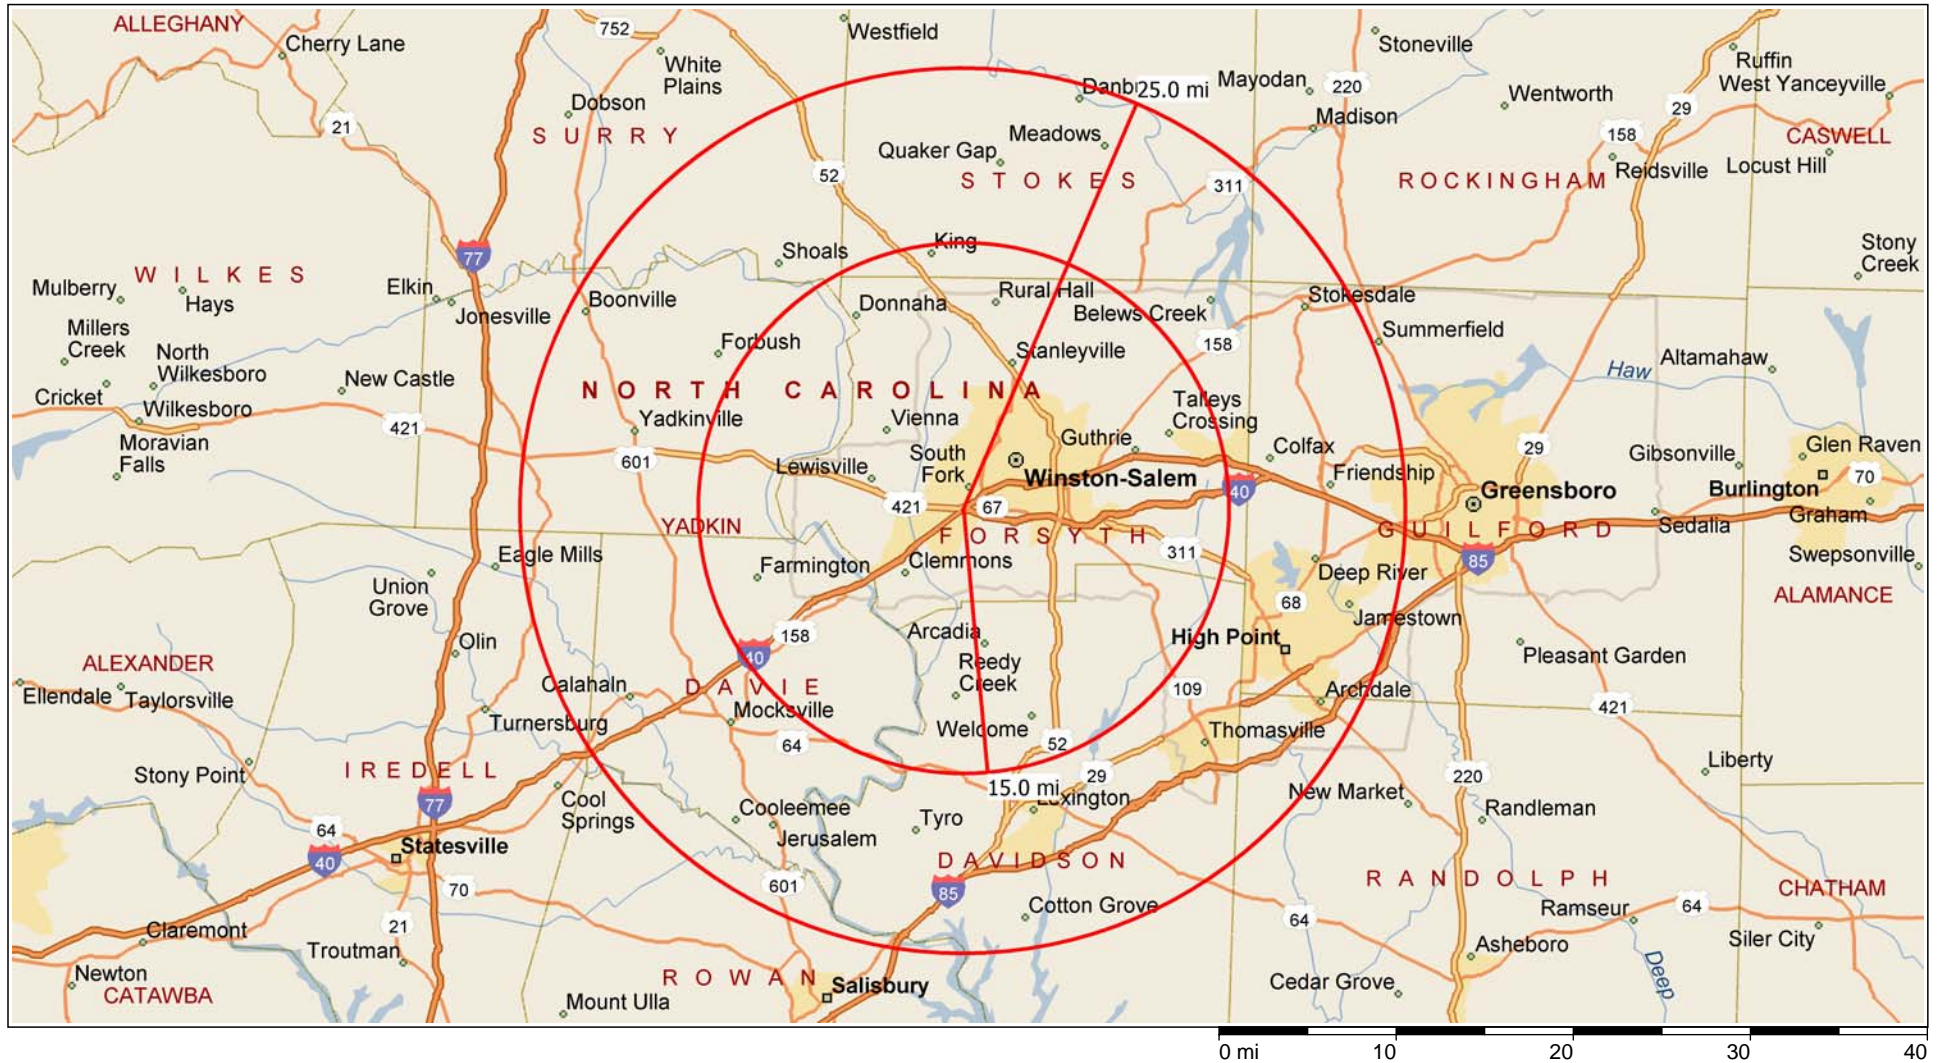 ALLEGHANY
Cherry Lane
752
White
Plains
Westfield
Stoneville
Ruffin
West Yanceyville
Dobson
21
SURRY
25.0 mi
Mayodan
220
Madison
Wentworth
29
158
CASWELL
Reidsville
Locust Hill
Meadows
Quaker Gap
STOKES
52
311
ROCKINGHAM
77
Shoals
King
Stony
Creek
WILKES
Mulberry
Hays
Elkin
Jonesville
Boonville
Donnaha
Rural Hall
Belews Creek
Stokesdale
Summerfield
Millers
Creek
North
Wilkesboro
Forbush
Stanleyville
158
Haw
Altamahaw
Cricket
Wilkesboro
New Castle
NORTH CAROLINA
Talleys
Crossing
Moravian
Falls
421
Yadkinville
601
Vienna
Guthrie
Colfax
29
Gibsonville
Glen Raven
Lewisville
South
Fork
Winston-Salem
Friendship
40
Greensboro
Burlington
70
421
67
YADKIN
FORSYTH
GUILFORD
Sedalia
Graham
Swepsonville
311
85
Eagle Mills
Union
Grove
Farmington
Clemmons
Deep River
68
Jamestown
ALAMANCE
Olin
158
40
Arcadia
High Point
Pleasant Garden
ALEXANDER
Ellendale
Taylorsville
Calahaln
DAVIE
Reedy
Creek
109
Archdale
421
Turnersburg
Mocksville
64
Welcome
52
Thomasville
Liberty
Stony Point
IREDELL
77
15.0 mi
29
Lexington
220
New Market
Randleman
Cool
Springs
Cooleemee
Jerusalem
Tyro
64
40
Statesville
70
601
DAVIDSON
85
RANDOLPH
CHATHAM
21
Cotton Grove
64
Ramseur
64
Claremont
Troutman
Asheboro
Siler City
Newton
CATAWBA
ROWAN
Salisbury
Mount Ulla
Cedar Grove
Deep
0 mi
10
20
30
40